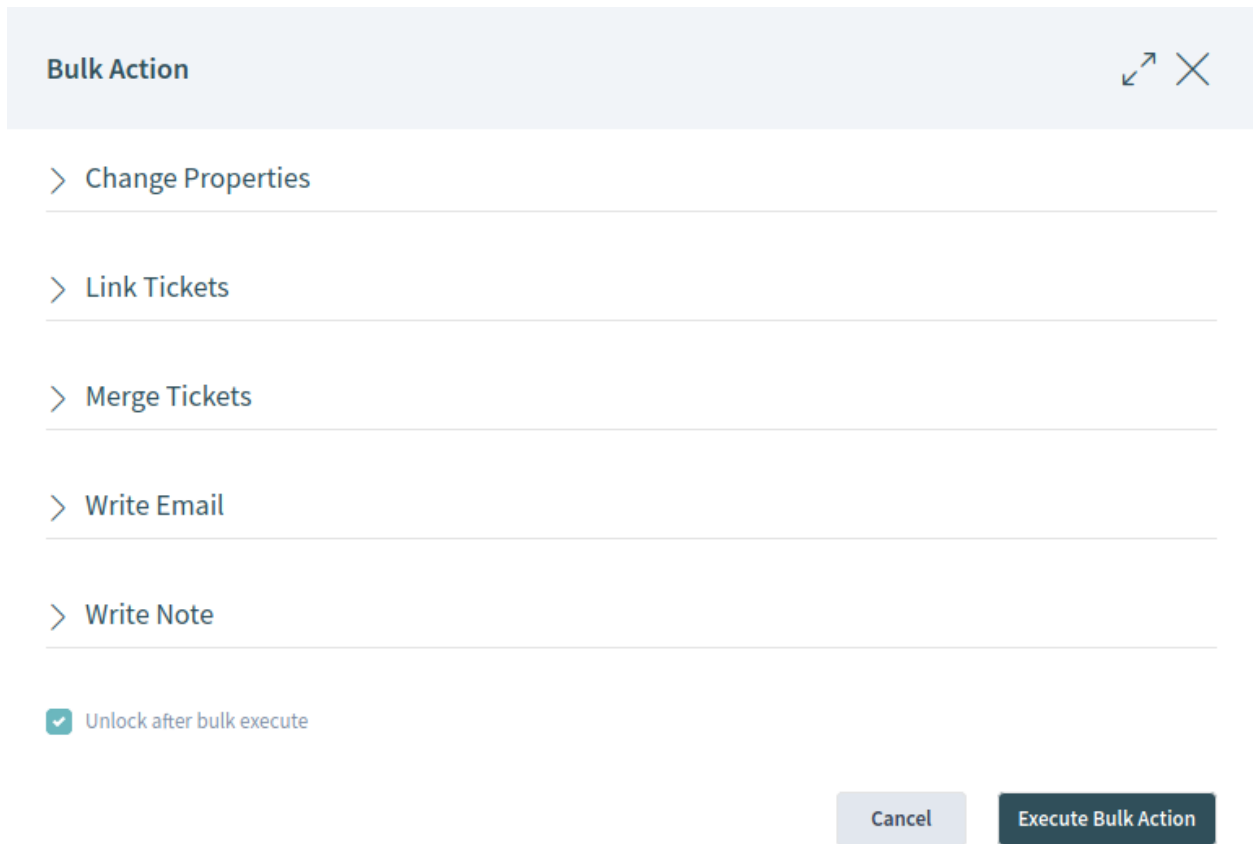 Bulk Action
Change Properties
Link Tickets
Merge Tickets
Write Email
Write Note
Unlock after bulk execute
Cancel
Execute Bulk Action